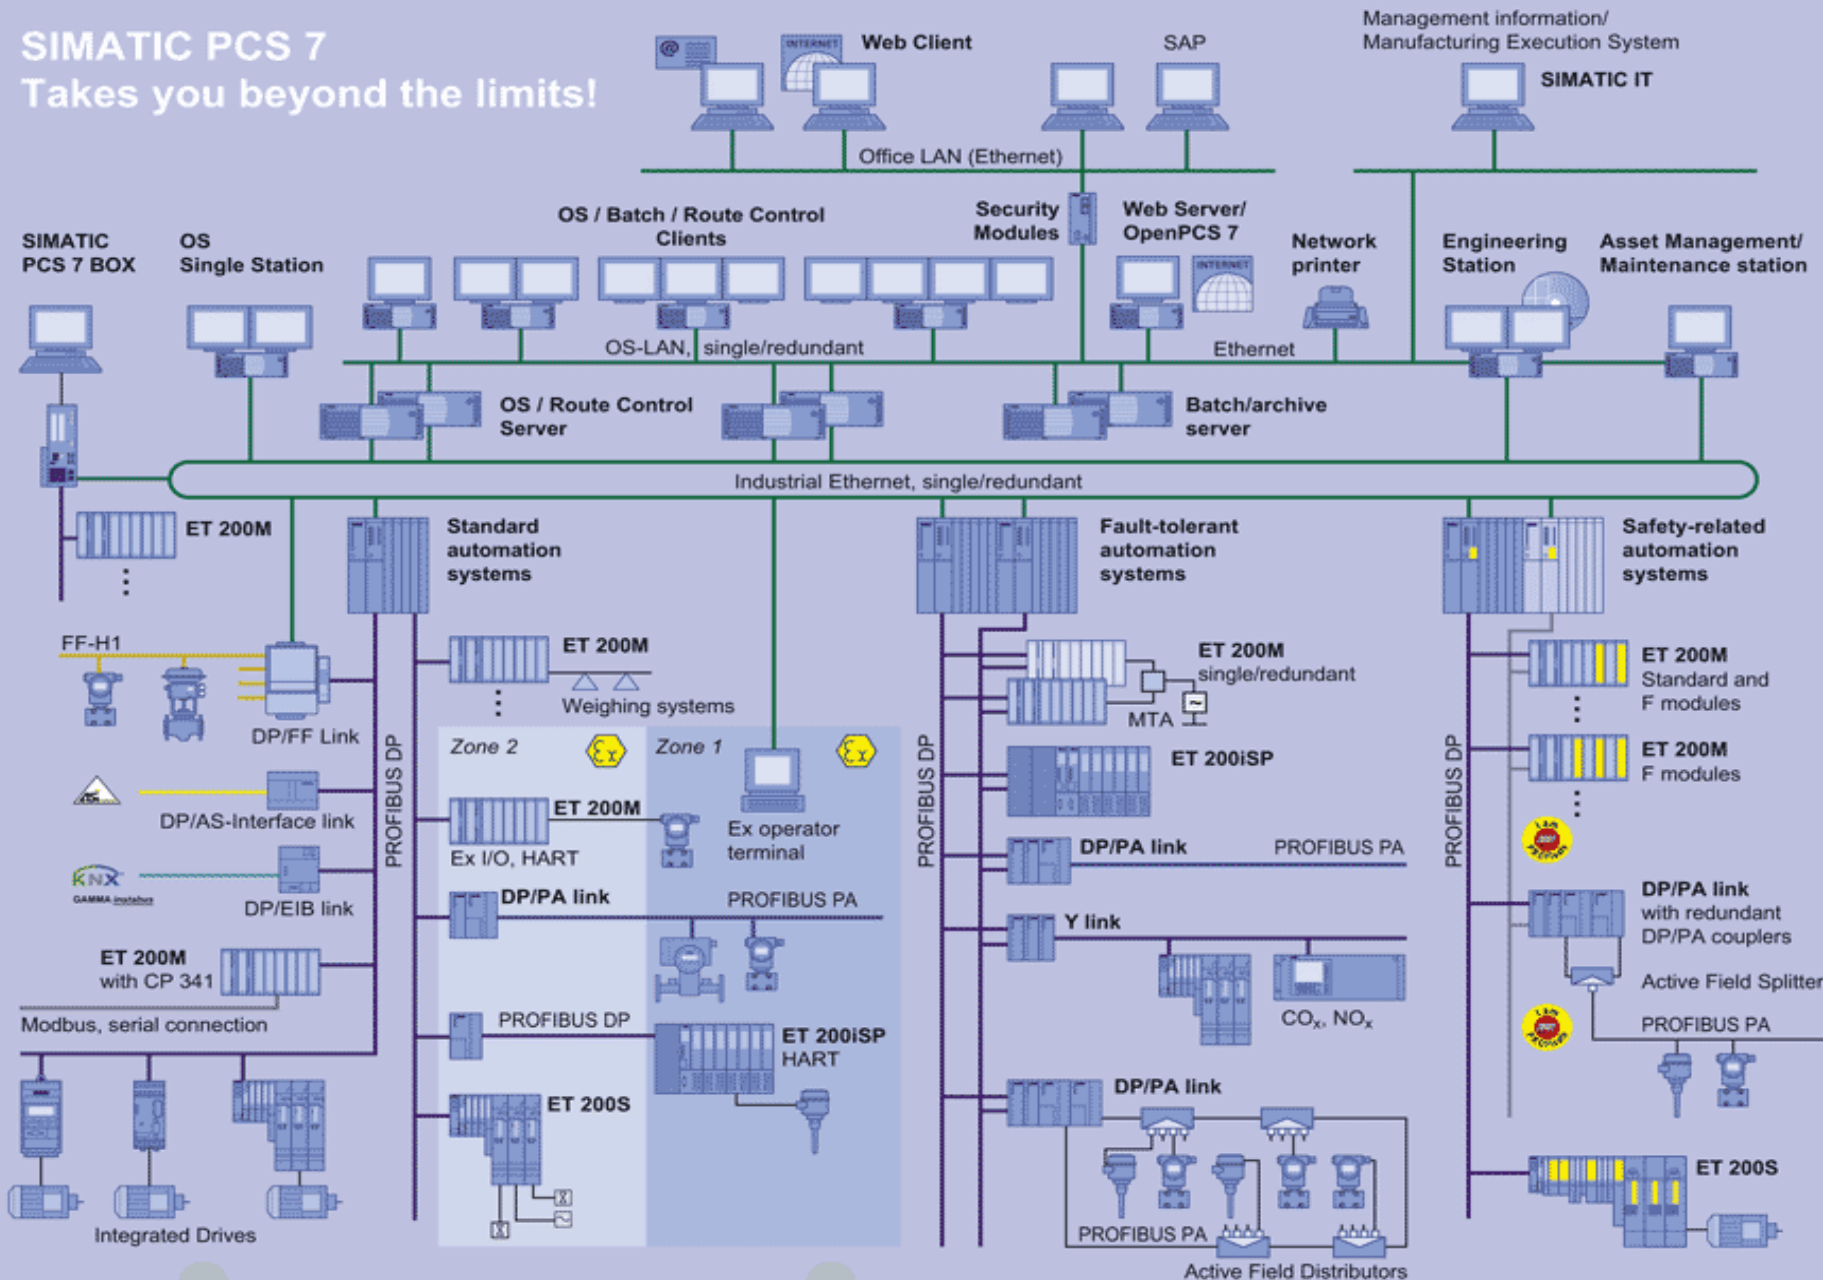 SIMATIC PCS 7
Takes you beyond the limits!
@
INTERNET
Web Client
SAP
Management information/
Manufacturing Execution System
SIMATIC IT
Office LAN (Ethernet)
SIMATIC
PCS 7 BOX
OS
Single Station
OS / Batch / Route Control
Clients
Security
Modules
Web Server/
OpenPCS 7
INTERNET
Network
printer
Engineering
Station
Asset Management/
Maintenance station
OS-LAN, single/redundant
Ethernet
OS / Route Control
Server
Batch/archive
server
Industrial Ethernet, single/redundant
ET 200M
Standard
automation
systems
Fault-tolerant
automation
systems
Safety-related
automation
systems
FF-H1
DP/FF Link
DP/AS-Interface link
KNX
GAMMA instabus
DP/EIB link
ET 200M
with CP 341
Modbus, serial connection
Integrated Drives
PROFIBUS DP
ET 200M
Weighing systems
Zone 2
Ex
Zone 1
Ex
ET 200M
Ex I/O, HART
Ex operator
terminal
DP/PA link
PROFIBUS PA
PROFIBUS DP
ET 200iSP
HART
ET 200S
PROFIBUS DP
ET 200M
single/redundant
MTA
ET 200iSP
DP/PA link
PROFIBUS PA
Y link
COx, NOx
DP/PA link
PROFIBUS PA
Active Field Distributors
PROFIBUS DP
ET 200M
Standard and
F modules
ET 200M
F modules
DP/PA link
with redundant
DP/PA couplers
Active Field Splitter
PROFIBUS PA
ET 200S